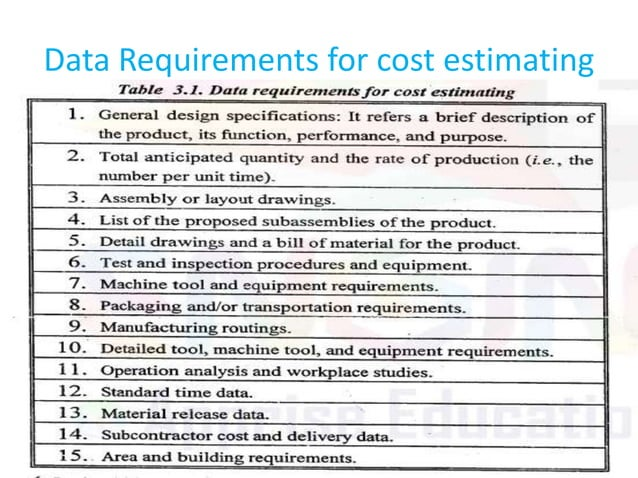 Data Requirements for cost estimating
Table 3.1. Data requirements for cost estimating
1. General design specifications: It refers a brief description of
the product, its function, performance, and purpose.
2. Total anticipated quantity and the rate of production (i.e., the
number per unit time).
3. Assembly or layout drawings.
4. List of the proposed subassemblies of the product.
5. Detail drawings and a bill of material for the product.
6. Test and inspection procedures and equipment.
7. Machine tool and equipment requirements.
8. Packaging and/or transportation requirements.
9. Manufacturing routings.
10. Detailed tool, machine tool, and equipment requirements.
11. Operation analysis and workplace studies.
12. Standard time data.
13. Material release data.
14. Subcontractor cost and delivery data.
15. Area and building requirements.